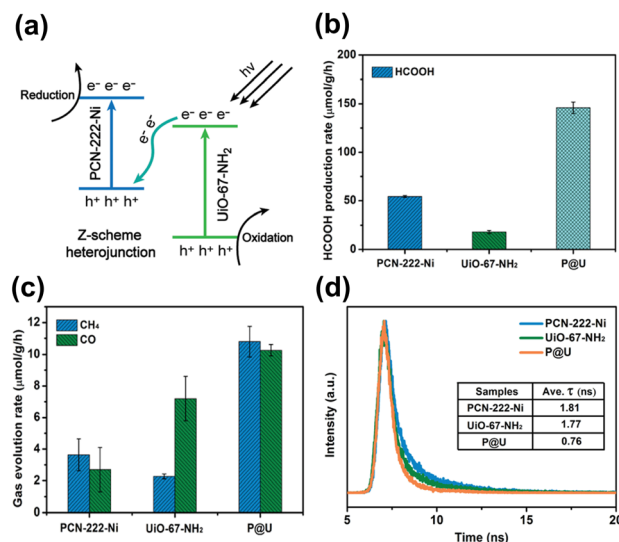 (a)
hν
e⁻ e⁻ e⁻
Reduction
e⁻ e⁻ e⁻
e⁻ e⁻
PCN-222-Ni
UiO-67-NH₂
h⁺ h⁺ h⁺
Z-scheme
heterojunction
h⁺ h⁺ h⁺
Oxidation
(b)
HCOOH production rate (μmol/g/h)
200
150
100
50
0
HCOOH
PCN-222-Ni
UiO-67-NH₂
P@U
(c)
Gas evolution rate (μmol/g/h)
12
10
8
6
4
2
0
CH₄
CO
PCN-222-Ni
UiO-67-NH₂
P@U
(d)
Intensity (a.u.)
PCN-222-Ni
UiO-67-NH₂
P@U
Samples Ave. τ (ns)
PCN-222-Ni 1.81
UiO-67-NH₂ 1.77
P@U 0.76
5 10 15 20
Time (ns)